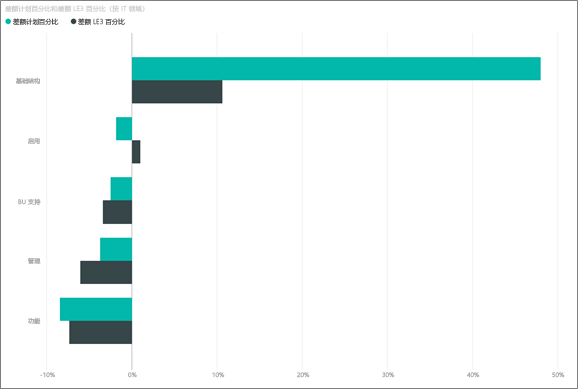 差额计划百分比和差额 LE3 百分比（按 IT 领域）
差额计划百分比 差额 LE3 百分比
基础结构
启用
BU 支持
管理
功能
-10% 0% 10% 20% 30% 40% 50%